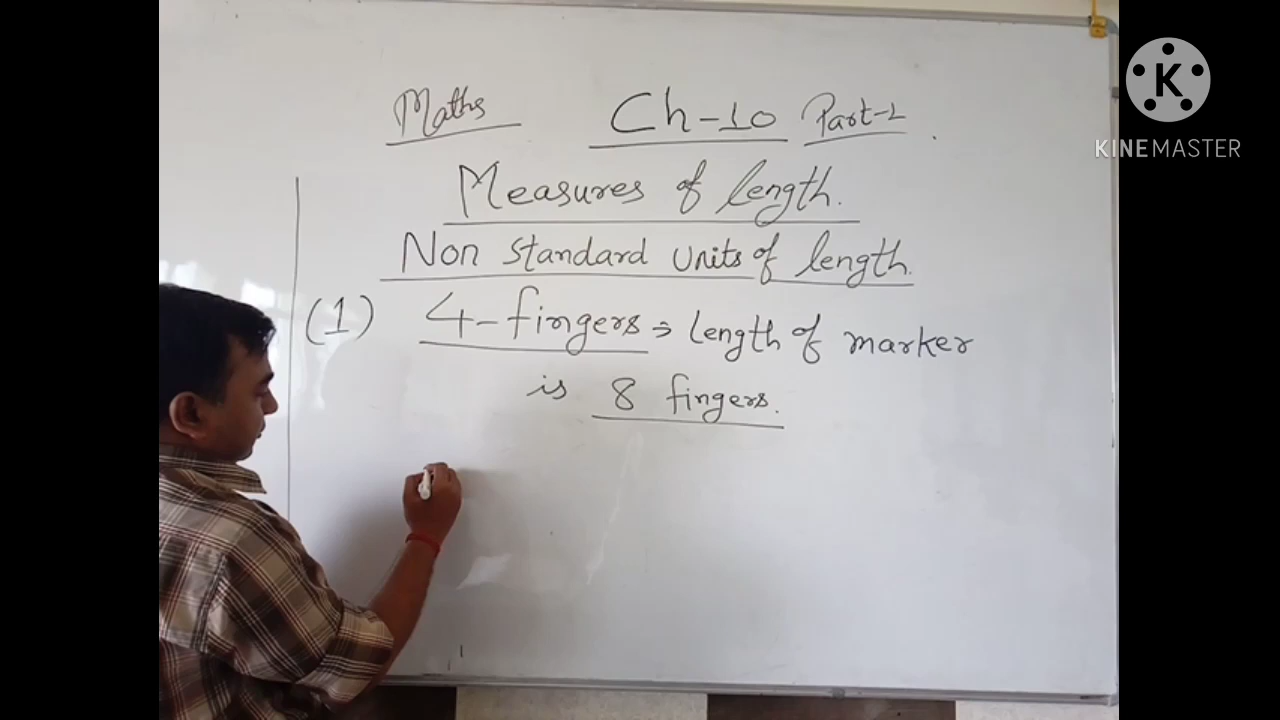 Maths Ch-10 Part-1
Measures of length.
Non Standard units of length.
(1) 4-fingers → length of marker
is 8 fingers.
K
KINEMASTER